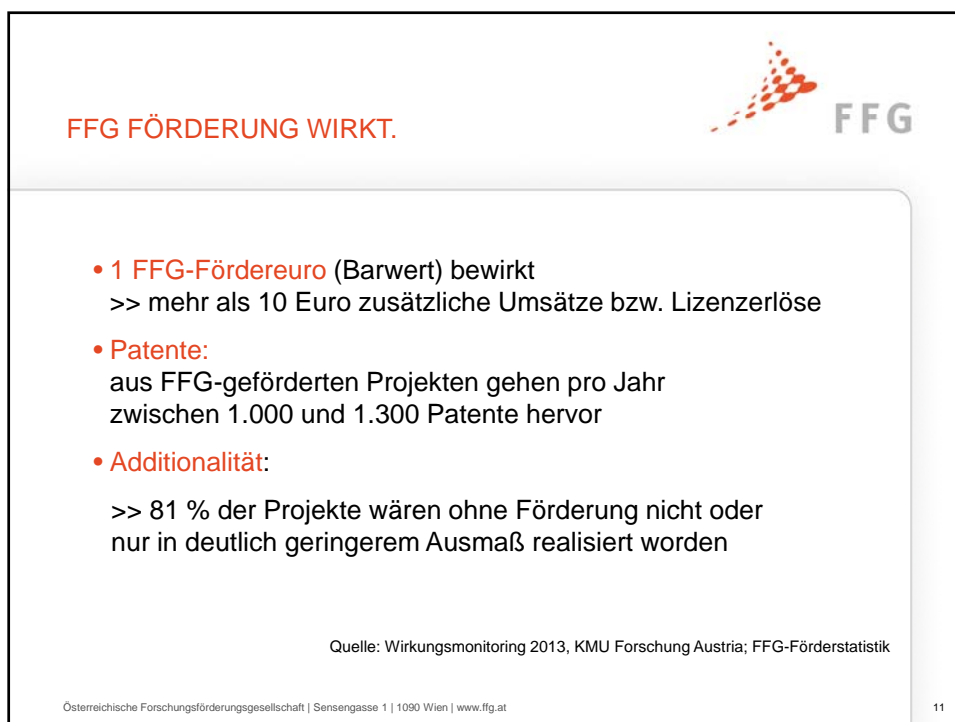 FFG FÖRDERUNG WIRKT.
FFG
• 1 FFG-Fördereuro (Barwert) bewirkt
>> mehr als 10 Euro zusätzliche Umsätze bzw. Lizenzerlöse
• Patente:
aus FFG-geförderten Projekten gehen pro Jahr
zwischen 1.000 und 1.300 Patente hervor
• Additionalität:
>> 81 % der Projekte wären ohne Förderung nicht oder
nur in deutlich geringerem Ausmaß realisiert worden
Quelle: Wirkungsmonitoring 2013, KMU Forschung Austria; FFG-Förderstatistik
Österreichische Forschungsförderungsgesellschaft | Sensengasse 1 | 1090 Wien | www.ffg.at
11